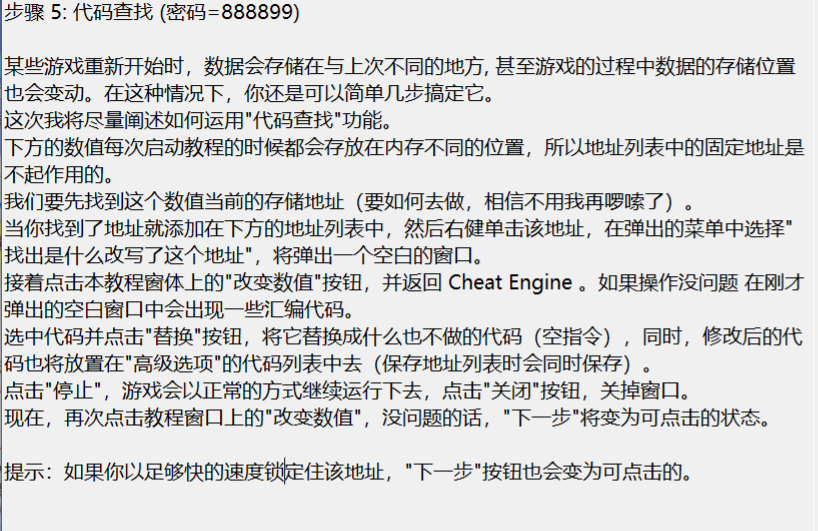 步骤 5: 代码查找 (密码=888899)
某些游戏重新开始时，数据会存储在与上次不同的地方, 甚至游戏的过程中数据的存储位置
也会变动。在这种情况下，你还是可以简单几步搞定它。
这次我将尽量阐述如何运用"代码查找"功能。
下方的数值每次启动教程的时候都会存放在内存不同的位置，所以地址列表中的固定地址是
不起作用的。
我们要先找到这个数值当前的存储地址（要如何去做，相信不用我再啰嗦了）。
当你找到了地址就添加在下方的地址列表中，然后右健单击该地址，在弹出的菜单中选择"
找出是什么改写了这个地址"，将弹出一个空白的窗口。
接着点击本教程窗体上的"改变数值"按钮，并返回 Cheat Engine 。如果操作没问题 在刚才
弹出的空白窗口中会出现一些汇编代码。
选中代码并点击"替换"按钮，将它替换成什么也不做的代码（空指令），同时，修改后的代
码也将放置在"高级选项"的代码列表中去（保存地址列表时会同时保存）。
点击"停止"，游戏会以正常的方式继续运行下去，点击"关闭"按钮，关掉窗口。
现在，再次点击教程窗口上的"改变数值"，没问题的话，"下一步"将变为可点击的状态。
提示：如果你以足够快的速度锁定住该地址，"下一步"按钮也会变为可点击的。